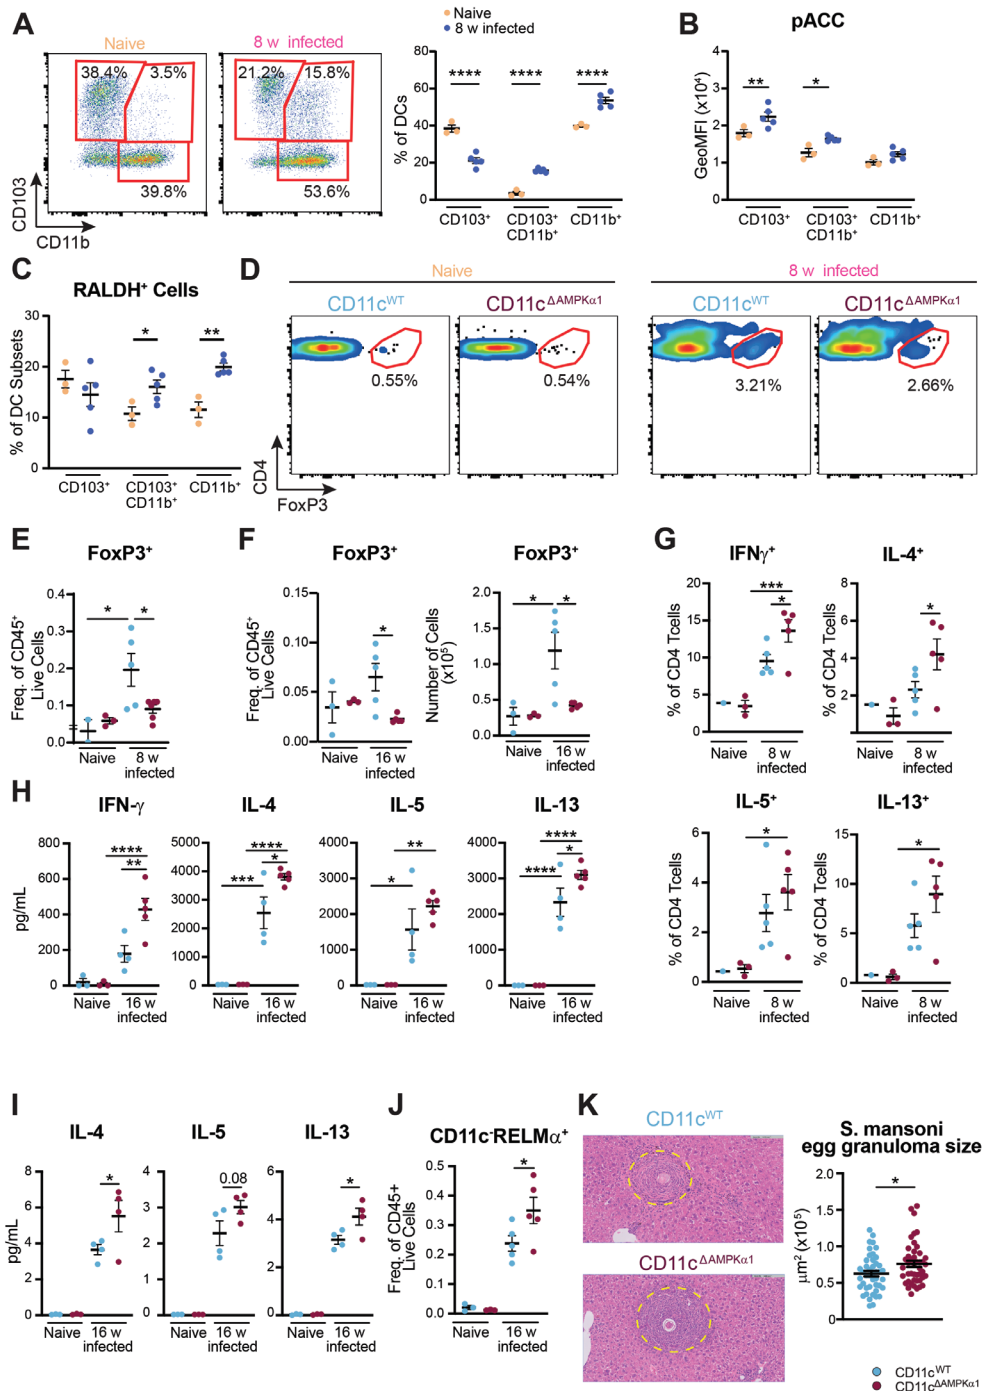 A
Naive
8 w infected
38.4%
3.5%
39.8%
21.2%
15.8%
53.6%
CD103
CD11b
Naive
8 w infected
% of DCs
80
60
40
20
0
****
****
****
CD103⁺
CD103⁺
CD11b⁺
CD11b⁺
B
pACC
GeoMFI (x10⁴)
4
3
2
1
0
**
*
CD103⁺
CD103⁺
CD11b⁺
CD11b⁺
C
RALDH⁺ Cells
% of DC Subsets
30
20
10
0
*
**
CD103⁺
CD103⁺
CD11b⁺
CD11b⁺
D
Naive
8 w infected
CD11cᵂᵀ
CD11c ΔAMPKα1
CD11cᵂᵀ
CD11c ΔAMPKα1
0.55%
0.54%
3.21%
2.66%
CD4
FoxP3
E
FoxP3⁺
Freq. of CD45⁺
Live Cells
0.4
0.3
0.2
0.1
0.0
*
*
Naive
8 w
infected
F
FoxP3⁺
Freq. of CD45⁺
Live Cells
0.15
0.10
0.05
0.00
*
Naive
16 w
infected
FoxP3⁺
Number of Cells
(x10⁵)
2.0
1.5
1.0
0.5
0.0
*
*
Naive
16 w
infected
G
IFNγ⁺
% of CD4 Tcells
20
15
10
5
0
***
*
Naive
8 w
infected
IL-4⁺
% of CD4 Tcells
8
6
4
2
*
Naive
8 w
infected
IL-5⁺
% of CD4 Tcells
6
4
2
0
*
Naive
8 w
infected
IL-13⁺
% of CD4 Tcells
15
10
5
0
*
Naive
8 w
infected
H
IFN-γ
pg/mL
800
600
400
200
0
****
**
Naive
16 w
infected
IL-4
5000
4000
3000
2000
1000
0
***
****
*
Naive
16 w
infected
IL-5
4000
3000
2000
1000
0
*
**
Naive
16 w
infected
IL-13
4000
3000
2000
1000
0
****
****
*
Naive
16 w
infected
I
IL-4
pg/mL
8
6
4
2
0
*
Naive
16 w
infected
IL-5
4
3
2
1
0
0.08
Naive
16 w
infected
IL-13
6
3
0
*
Naive
16 w
infected
J
CD11c⁻RELMα⁺
Freq. of CD45+
Live Cells
0.5
0.4
0.3
0.2
0.1
0.0
*
Naive
16 w
infected
K
CD11cᵂᵀ
CD11c ΔAMPKα1
S. mansoni
egg granuloma size
μm² (x10⁻⁵)
2.0
1.5
1.0
0.5
0.0
*
CD11cᵂᵀ
CD11c ΔAMPKα1